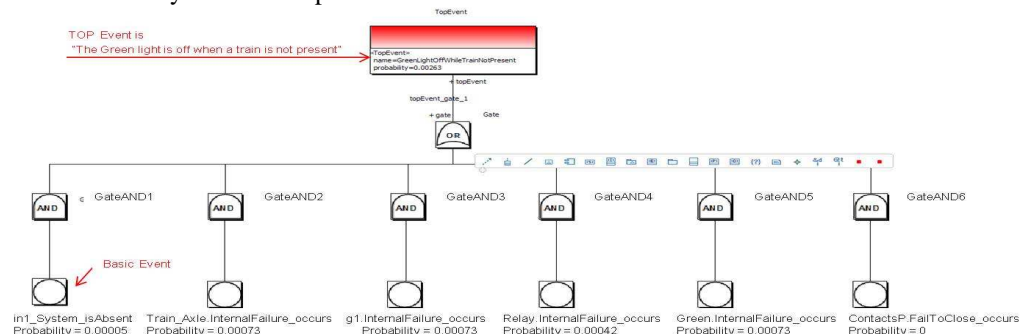 TopEvent
TOP Event is
"The Green light is off when a train is not present"
«TopEvent»
name=GreenLightOffWhileTrainNotPresent
probability=0.00263
+ topEvent
topEvent_gate_1
+ gate
Gate
OR
AND
GateAND1
AND
GateAND2
AND
GateAND3
AND
GateAND4
AND
GateAND5
AND
GateAND6
Basic Event
in1_System_isAbsent
Probability = 0.00005
Train_Axle.InternalFailure_occurs
Probability = 0.00073
g1.InternalFailure_occurs
Probability = 0.00073
Relay.InternalFailure_occurs
Probability = 0.00042
Green.InternalFailure_occurs
Probability = 0.00073
ContactsP.FailToClose_occurs
Probability = 0